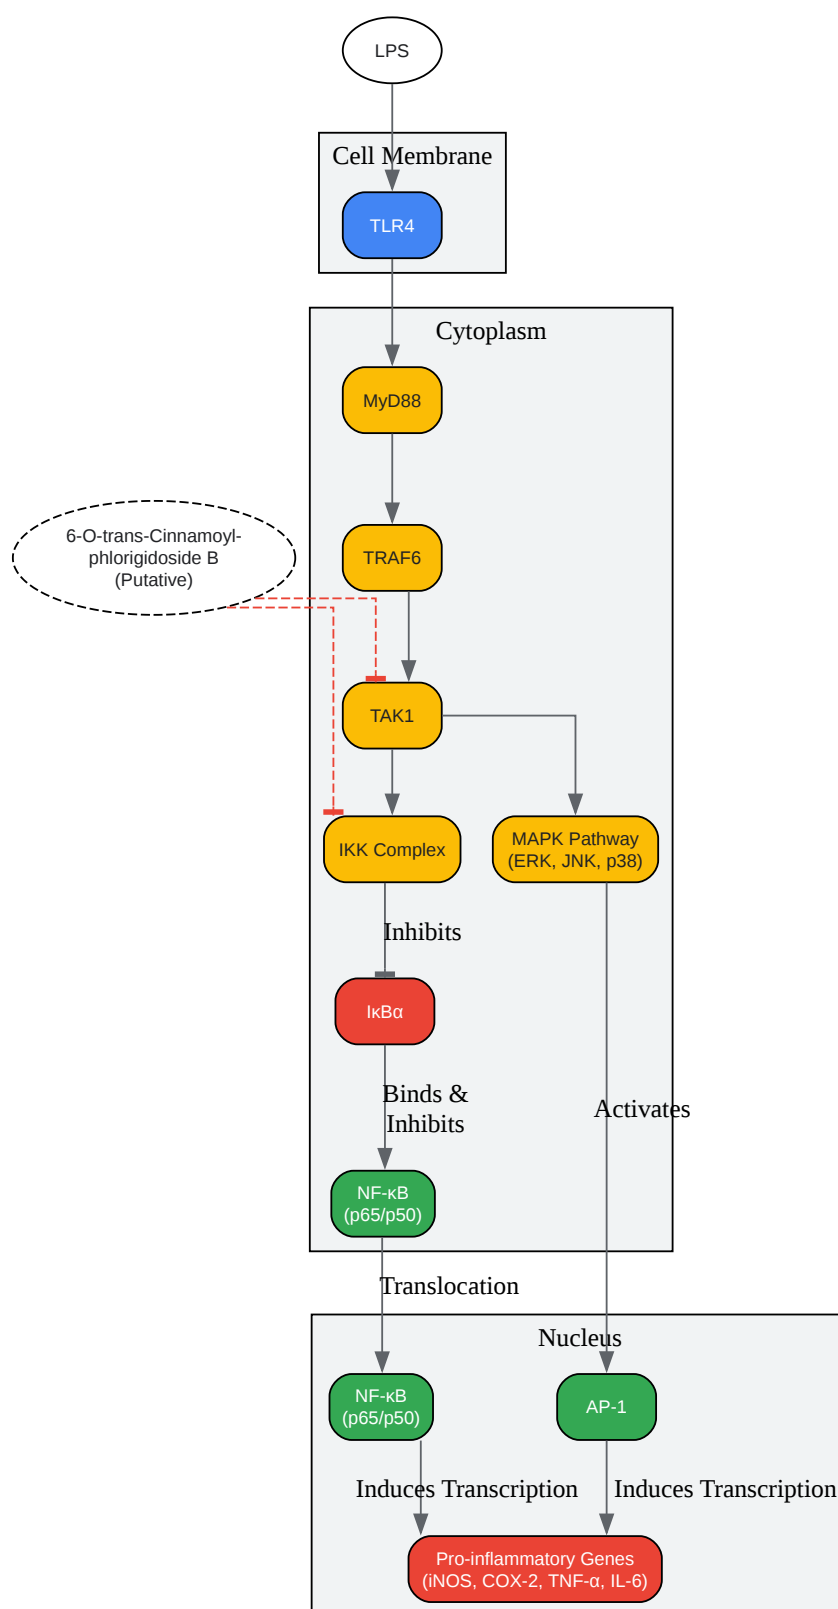 LPS
Cell Membrane
TLR4
Cytoplasm
MyD88
6-O-trans-Cinnamoyl-
phlorigidoside B
(Putative)
TRAF6
TAK1
IKK Complex
MAPK Pathway
(ERK, JNK, p38)
Inhibits
IκBα
Binds &
Inhibits
Activates
NF-κB
(p65/p50)
Translocation
Nucleus
NF-κB
(p65/p50)
AP-1
Induces Transcription
Induces Transcription
Pro-inflammatory Genes
(iNOS, COX-2, TNF-α, IL-6)